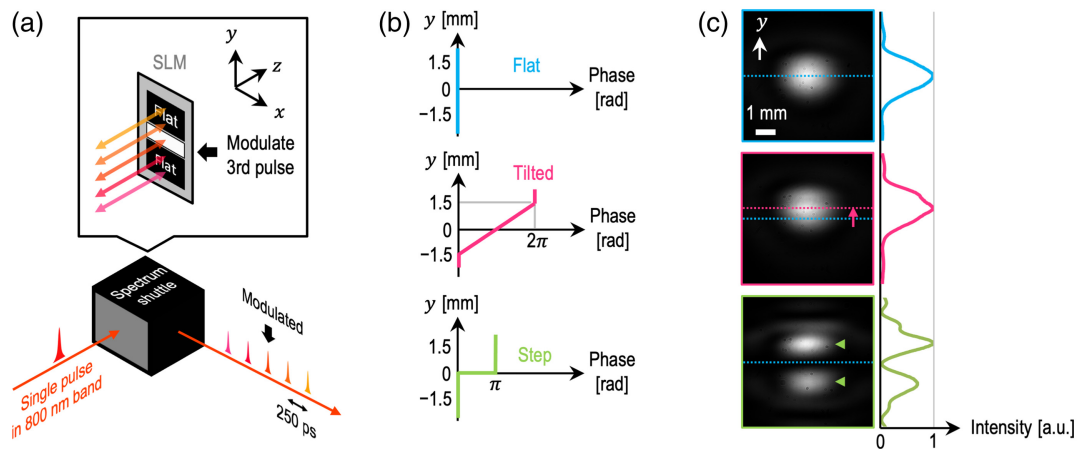 (a)
SLM
y
z
x
Flat
Flat
Modulate
3rd pulse
Spectrum
shuttle
Modulated
Single pulse
in 800 nm band
250 ps
(b)
y [mm]
1.5
0
−1.5
Flat
Phase
[rad]
y [mm]
1.5
0
−1.5
Tilted
2π
Phase
[rad]
y [mm]
1.5
0
−1.5
Step
π
Phase
[rad]
(c)
y
1 mm
0
1
Intensity [a.u.]